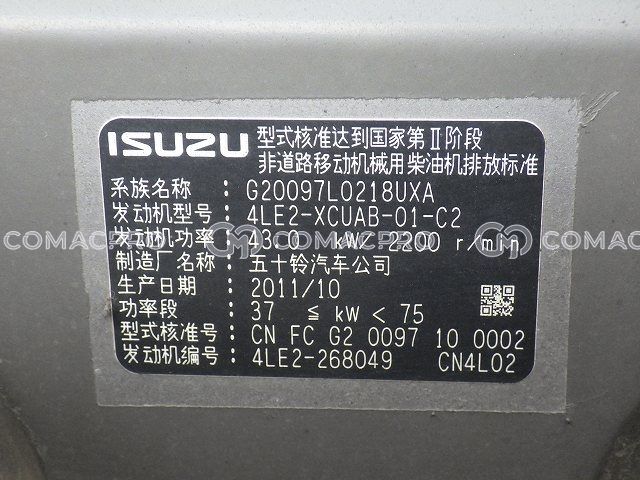 ISUZU 型式核准达到国家第Ⅱ阶段
非道路移动机械用柴油机排放标准
系族名称 : G20097L0218UXA
发动机型号 : 4LE2-XCUAB-01-C2
发动机功率 : 43.0 kW/ 2200 r/min
制造厂名称 : 五十铃汽车公司
生产日期 : 2011/10
功率段 : 37 ≦ kW < 75
型式核准号 : CN FC G2 0097 10 0002
发动机编号 : 4LE2-268049 CN4L02
COMACPRO COMACPRO COMACPRO